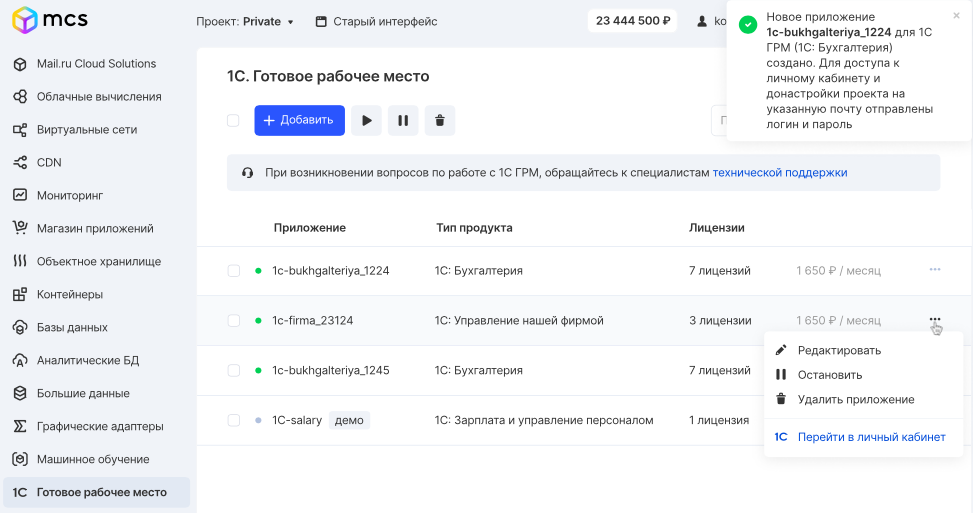 mcs
Проект: Private
Старый интерфейс
23 444 500 ₽
ko
Новое приложение
1c-bukhgalteriya_1224 для 1С
ГРМ (1С: Бухгалтерия)
создано. Для доступа к
личному кабинету и
донастройки проекта на
указанную почту отправлены
логин и пароль
Mail.ru Cloud Solutions
Облачные вычисления
Виртуальные сети
CDN
Мониторинг
Магазин приложений
Объектное хранилище
Контейнеры
Базы данных
Аналитические БД
Большие данные
Графические адаптеры
Машинное обучение
1C Готовое рабочее место
1С. Готовое рабочее место
Добавить
П
При возникновении вопросов по работе с 1С ГРМ, обращайтесь к специалистам технической поддержки
Приложение Тип продукта Лицензии
1c-bukhgalteriya_1224 1С: Бухгалтерия 7 лицензий 1 650 ₽ / месяц
1c-firma_23124 1С: Управление нашей фирмой 3 лицензии 1 650 ₽ / месяц
1c-bukhgalteriya_1245 1С: Бухгалтерия 7 лицензий
1C-salary демо 1С: Зарплата и управление персоналом 1 лицензия
Редактировать
Остановить
Удалить приложение
1C Перейти в личный кабинет